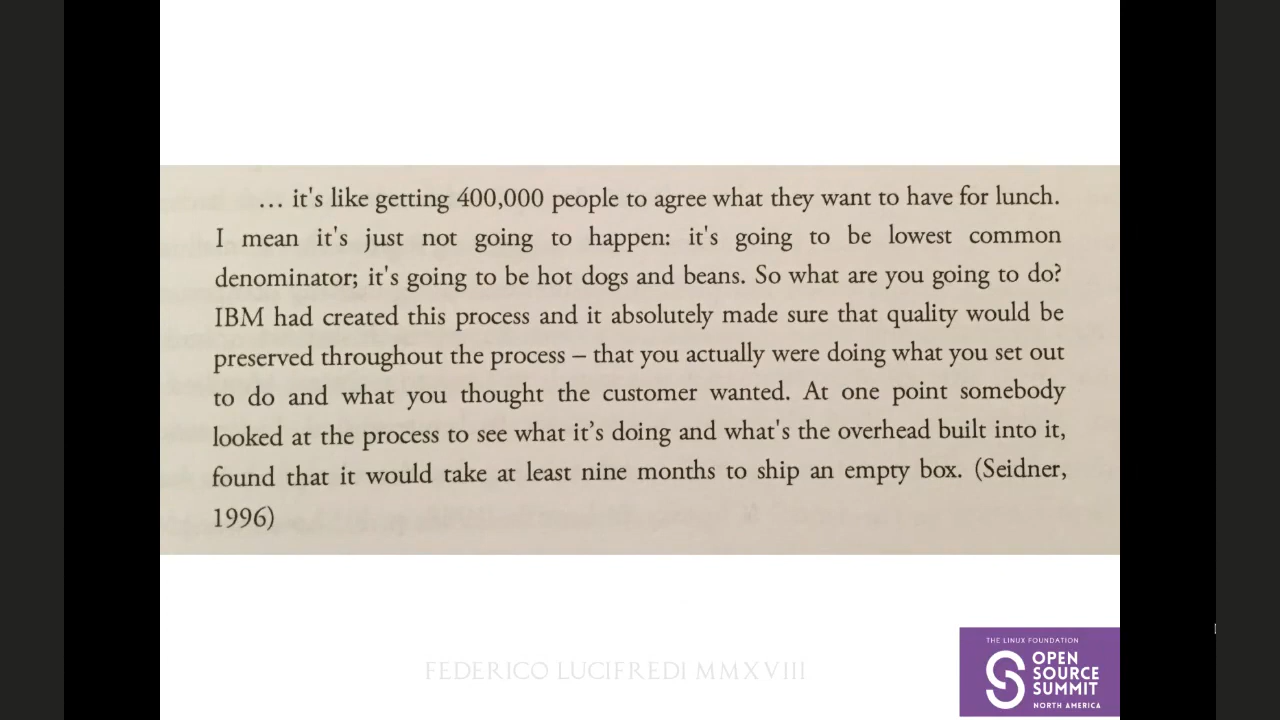 ... it's like getting 400,000 people to agree what they want to have for lunch.
I mean it's just not going to happen: it's going to be lowest common
denominator; it's going to be hot dogs and beans. So what are you going to do?
IBM had created this process and it absolutely made sure that quality would be
preserved throughout the process – that you actually were doing what you set out
to do and what you thought the customer wanted. At one point somebody
looked at the process to see what it’s doing and what's the overhead built into it,
found that it would take at least nine months to ship an empty box. (Seidner,
1996)
FEDERICO LUCIFREDI MMXVIII
THE LINUX FOUNDATION
OPEN
SOURCE
SUMMIT
NORTH AMERICA